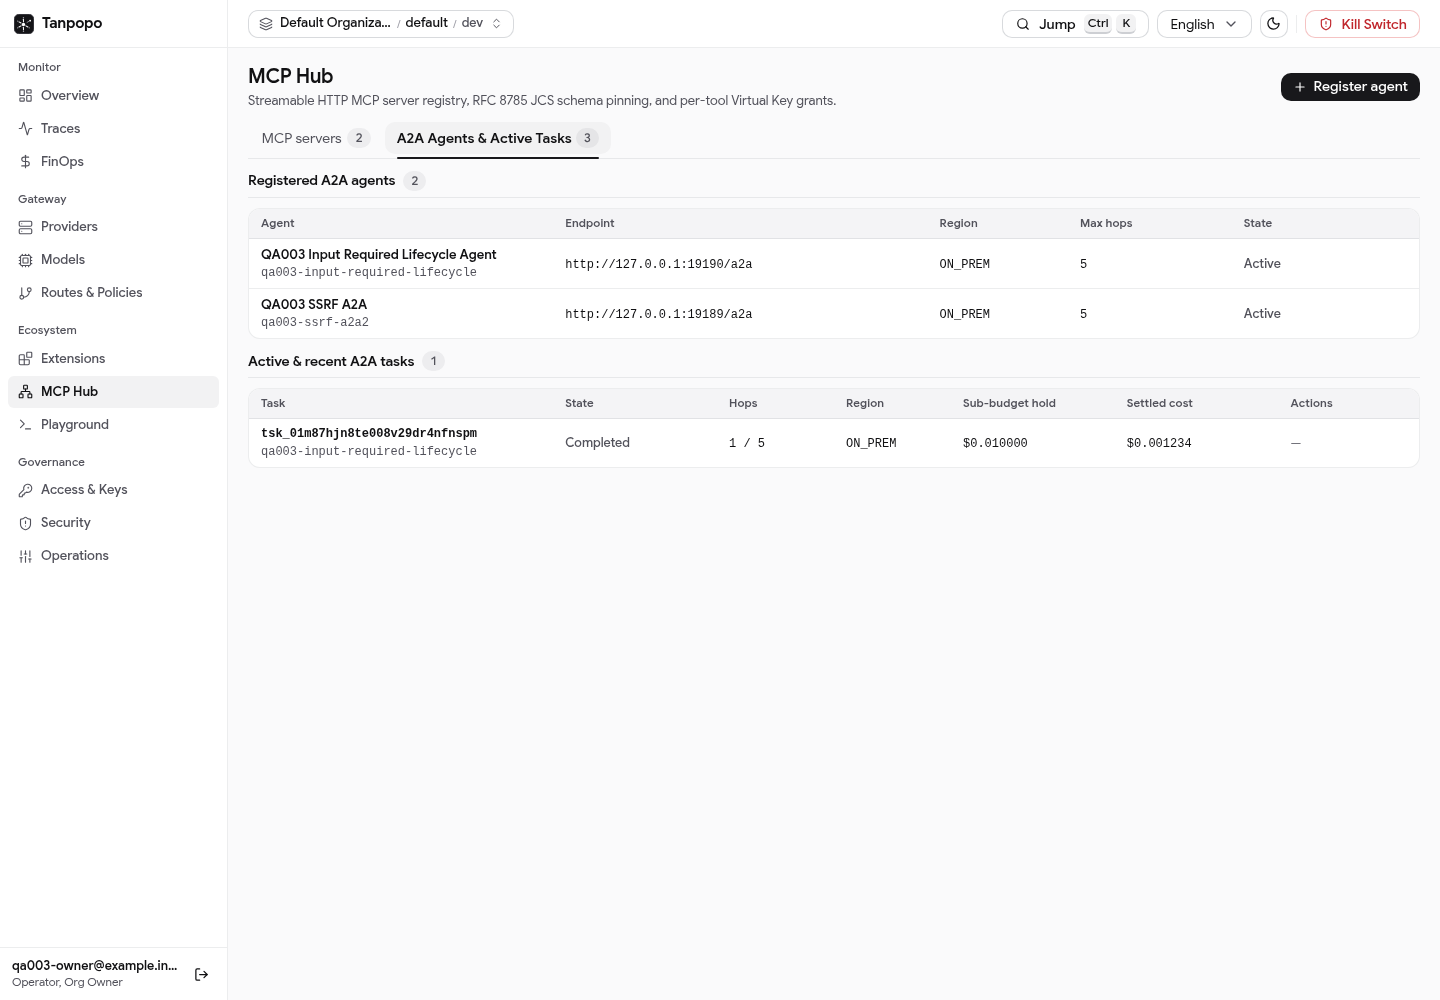 Tanpopo
Default Organiza... / default / dev
Jump Ctrl K
English
Kill Switch
Monitor
Overview
Traces
FinOps
Gateway
Providers
Models
Routes & Policies
Ecosystem
Extensions
MCP Hub
Playground
Governance
Access & Keys
Security
Operations
qa003-owner@example.in...
Operator, Org Owner
MCP Hub
Streamable HTTP MCP server registry, RFC 8785 JCS schema pinning, and per-tool Virtual Key grants.
+ Register agent
MCP servers 2
A2A Agents & Active Tasks 3
Registered A2A agents 2
Agent Endpoint Region Max hops State
QA003 Input Required Lifecycle Agent
qa003-input-required-lifecycle
http://127.0.0.1:19190/a2a ON_PREM 5 Active
QA003 SSRF A2A
qa003-ssrf-a2a2
http://127.0.0.1:19189/a2a ON_PREM 5 Active
Active & recent A2A tasks 1
Task State Hops Region Sub-budget hold Settled cost Actions
tsk_01m87hjn8te008v29dr4nfnspm
qa003-input-required-lifecycle
Completed 1 / 5 ON_PREM $0.010000 $0.001234 —